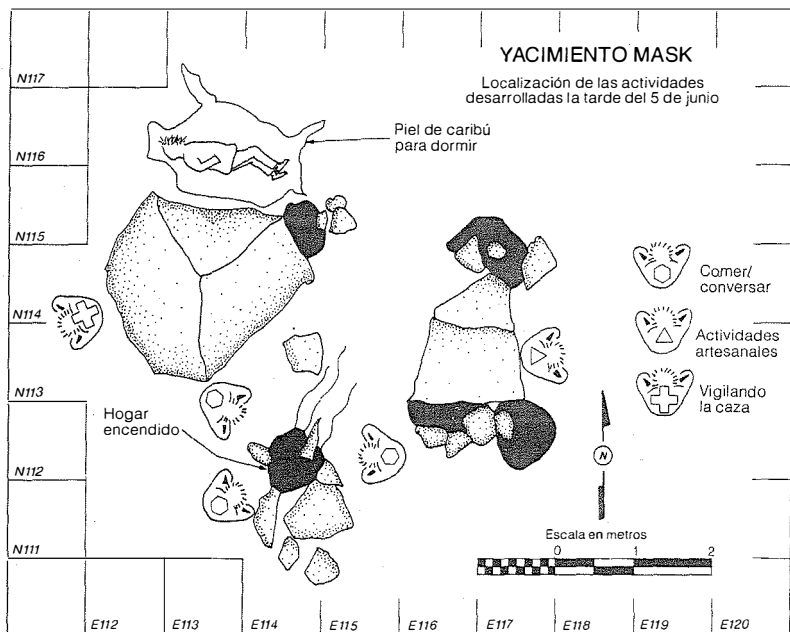 YACIMIENTO MASK
Localización de las actividades
desarrolladas la tarde del 5 de junio
N117
Piel de caribú
para dormir
N116
N115
Comer/
conversar
N114
Actividades
artesanales
N113
Vigilando
la caza
Hogar
encendido
N
N112
Escala en metros
0 1 2
N111
E112 E113 E114 E115 E116 E117 E118 E119 E120